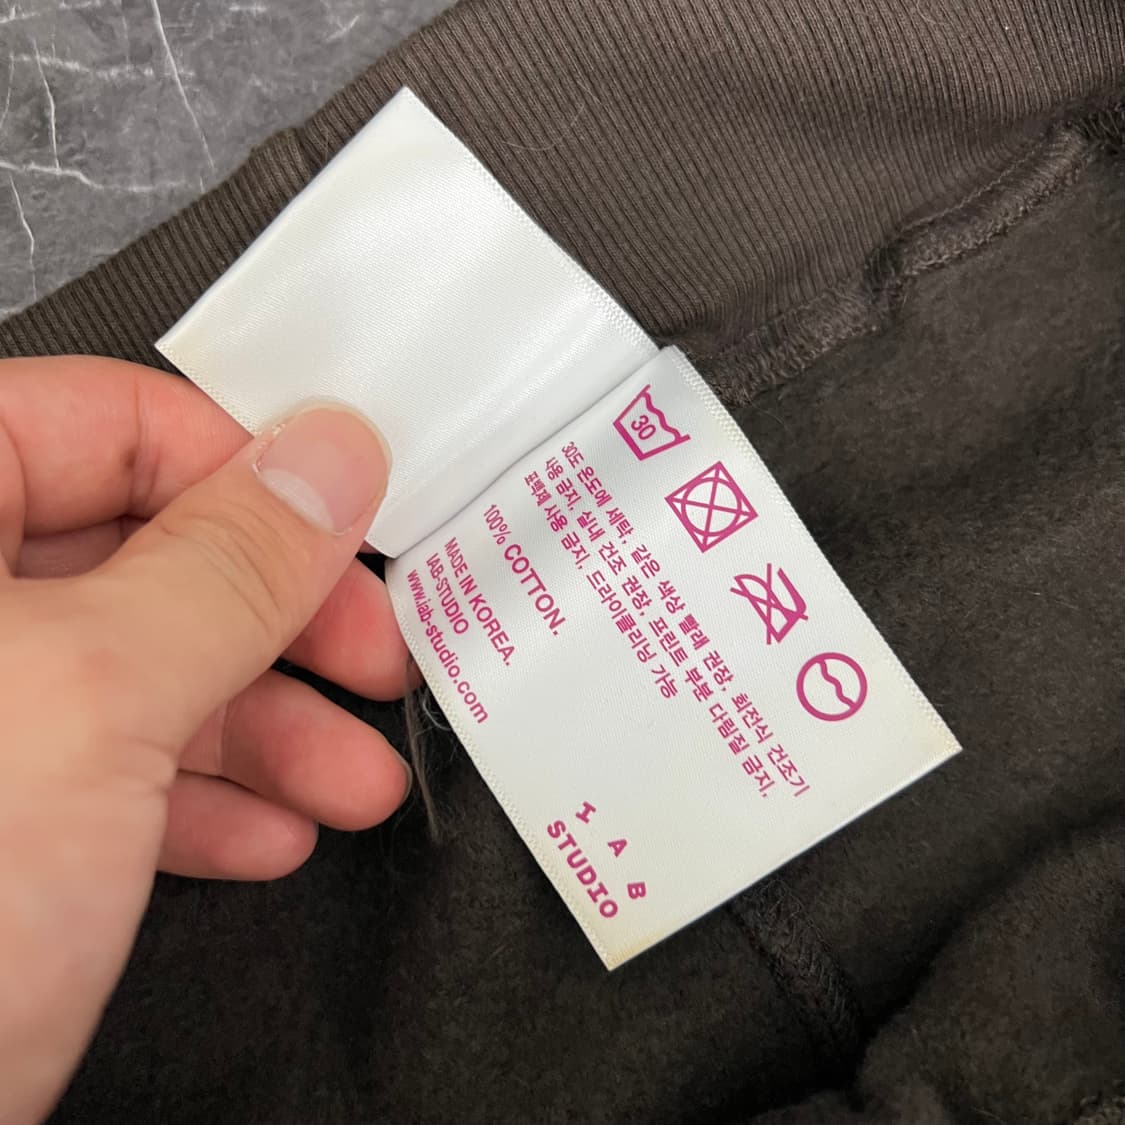 30
30도 온도에 세탁, 같은 색상 빨래 권장, 회전식 건조기
사용 금지, 실내 건조 권장, 프린트 부분 다림질 금지,
표백제 사용 금지, 드라이클리닝 가능
100% COTTON.
MADE IN KOREA.
IAB-STUDIO
www.iab-studio.com
I A B
STUDIO